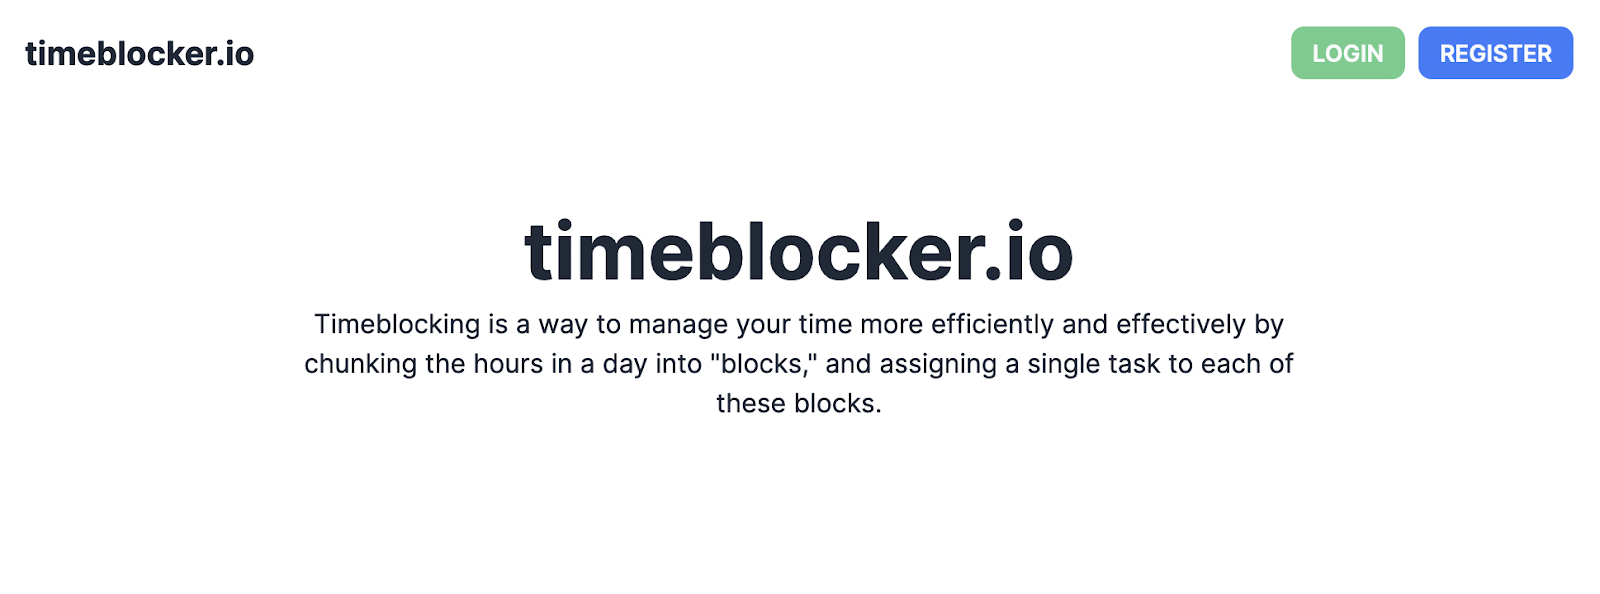 timeblocker.io
LOGIN
REGISTER
timeblocker.io
Timeblocking is a way to manage your time more efficiently and effectively by
chunking the hours in a day into "blocks," and assigning a single task to each of
these blocks.